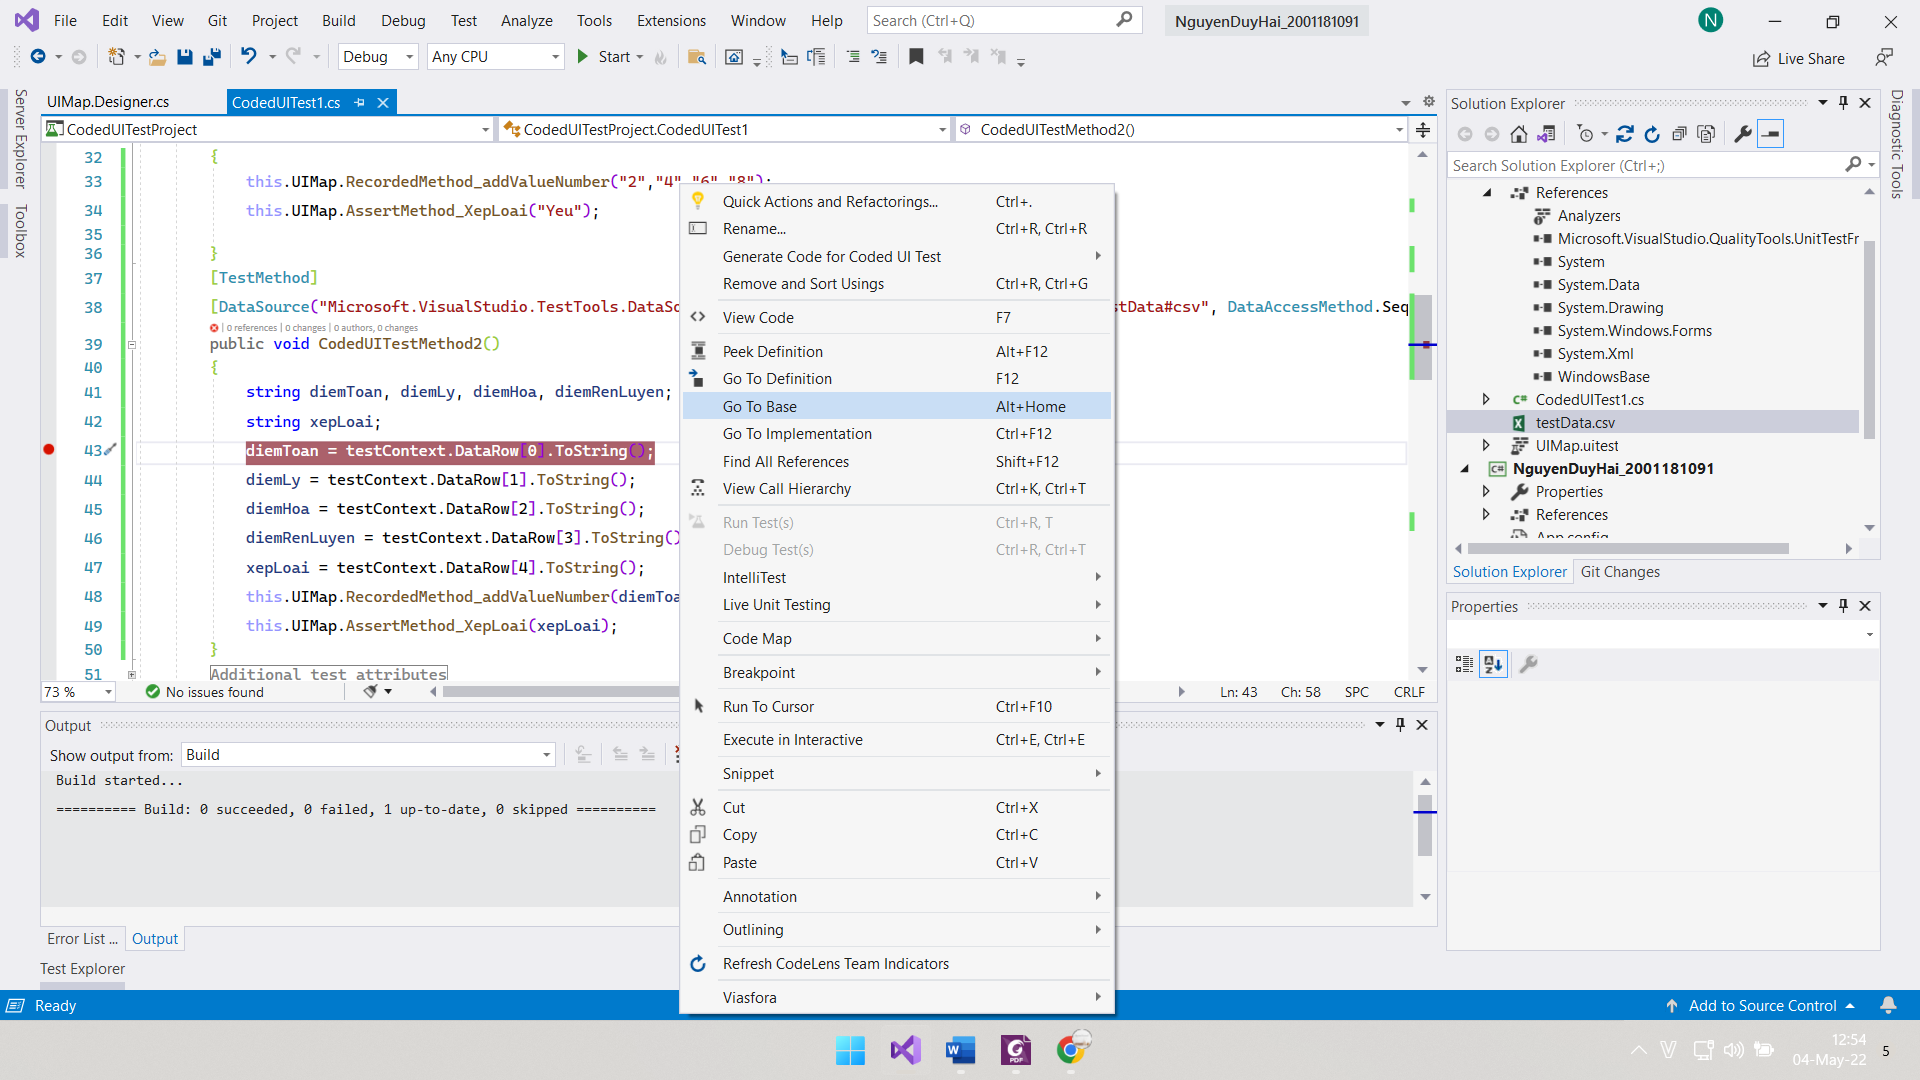 File Edit View Git Project Build Debug Test Analyze Tools Extensions Window Help Search (Ctrl+Q) NguyenDuyHai_2001181091 N
Debug Any CPU Start Live Share
Server Explorer
Toolbox
UIMap.Designer.cs CodedUITest1.cs
CodedUITestProject CodedUITestProject.CodedUITest1 CodedUITestMethod2()
32 {
33 this.UIMap.RecordedMethod_addValueNumber("2","4","6","8");
34 this.UIMap.AssertMethod_XepLoai("Yeu");
35
36 }
37 [TestMethod]
38 [DataSource("Microsoft.VisualStudio.TestTools.DataSo stData#csv", DataAccessMethod.Seq
| 0 references | 0 changes | 0 authors, 0 changes
39 public void CodedUITestMethod2()
40 {
41 string diemToan, diemLy, diemHoa, diemRenLuyen;
42 string xepLoai;
43 diemToan = testContext.DataRow[0].ToString();
44 diemLy = testContext.DataRow[1].ToString();
45 diemHoa = testContext.DataRow[2].ToString();
46 diemRenLuyen = testContext.DataRow[3].ToString()
47 xepLoai = testContext.DataRow[4].ToString();
48 this.UIMap.RecordedMethod_addValueNumber(diemToa
49 this.UIMap.AssertMethod_XepLoai(xepLoai);
50 }
51 Additional test attributes
73 % No issues found Ln: 43 Ch: 58 SPC CRLF
Quick Actions and Refactorings... Ctrl+.
Rename... Ctrl+R, Ctrl+R
Generate Code for Coded UI Test
Remove and Sort Usings Ctrl+R, Ctrl+G
View Code F7
Peek Definition Alt+F12
Go To Definition F12
Go To Base Alt+Home
Go To Implementation Ctrl+F12
Find All References Shift+F12
View Call Hierarchy Ctrl+K, Ctrl+T
Run Test(s) Ctrl+R, T
Debug Test(s) Ctrl+R, Ctrl+T
IntelliTest
Live Unit Testing
Code Map
Breakpoint
Run To Cursor Ctrl+F10
Execute in Interactive Ctrl+E, Ctrl+E
Snippet
Cut Ctrl+X
Copy Ctrl+C
Paste Ctrl+V
Annotation
Outlining
Refresh CodeLens Team Indicators
Viasfora
Output
Show output from: Build
Build started...
========== Build: 0 succeeded, 0 failed, 1 up-to-date, 0 skipped ==========
Error List ... Output
Test Explorer
Solution Explorer
Search Solution Explorer (Ctrl+;)
References
Analyzers
Microsoft.VisualStudio.QualityTools.UnitTestFr
System
System.Data
System.Drawing
System.Windows.Forms
System.Xml
WindowsBase
C# CodedUITest1.cs
testData.csv
UIMap.uitest
C# NguyenDuyHai_2001181091
Properties
References
App.config
Solution Explorer Git Changes
Properties
Diagnostic Tools
Ready Add to Source Control
12:54
04-May-22 5